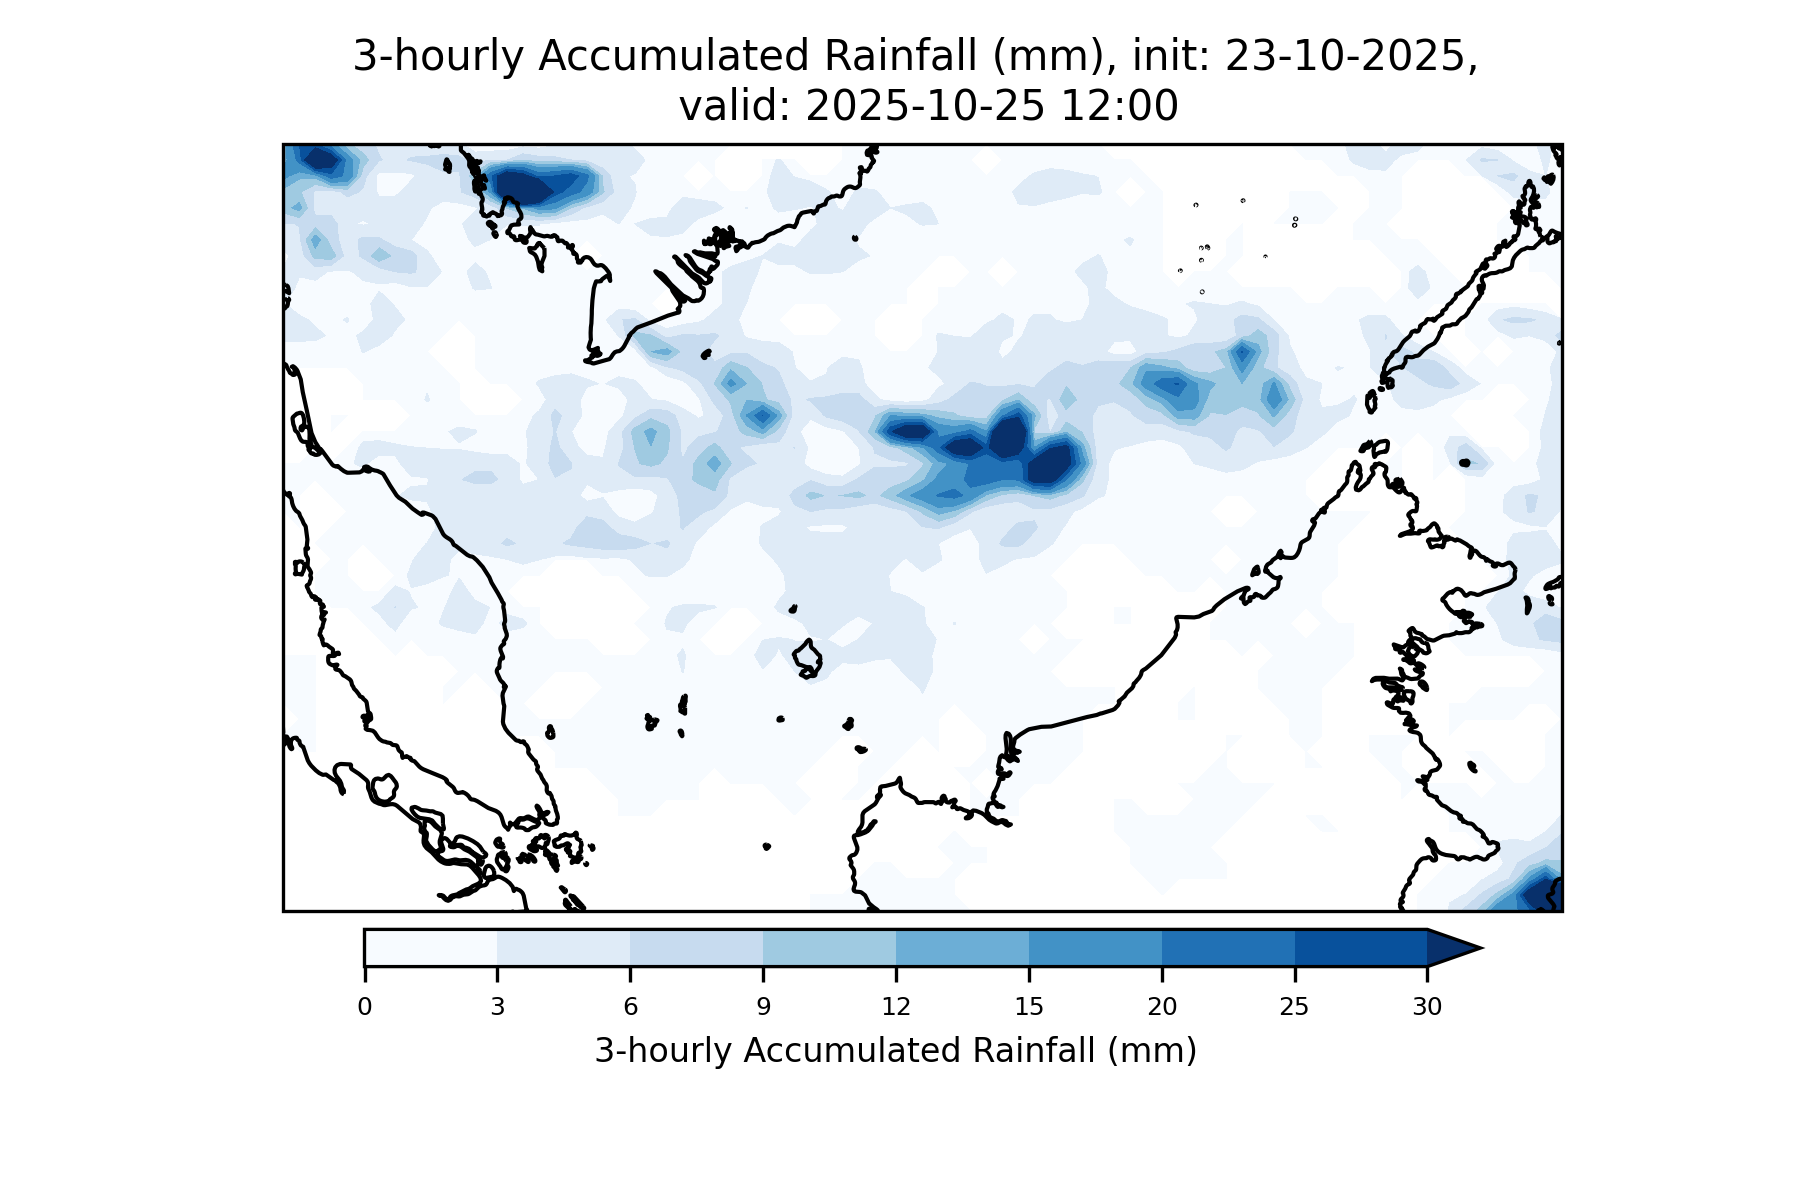 3-hourly Accumulated Rainfall (mm), init: 23-10-2025,
valid: 2025-10-25 12:00
0 3 6 9 12 15 20 25 30
3-hourly Accumulated Rainfall (mm)